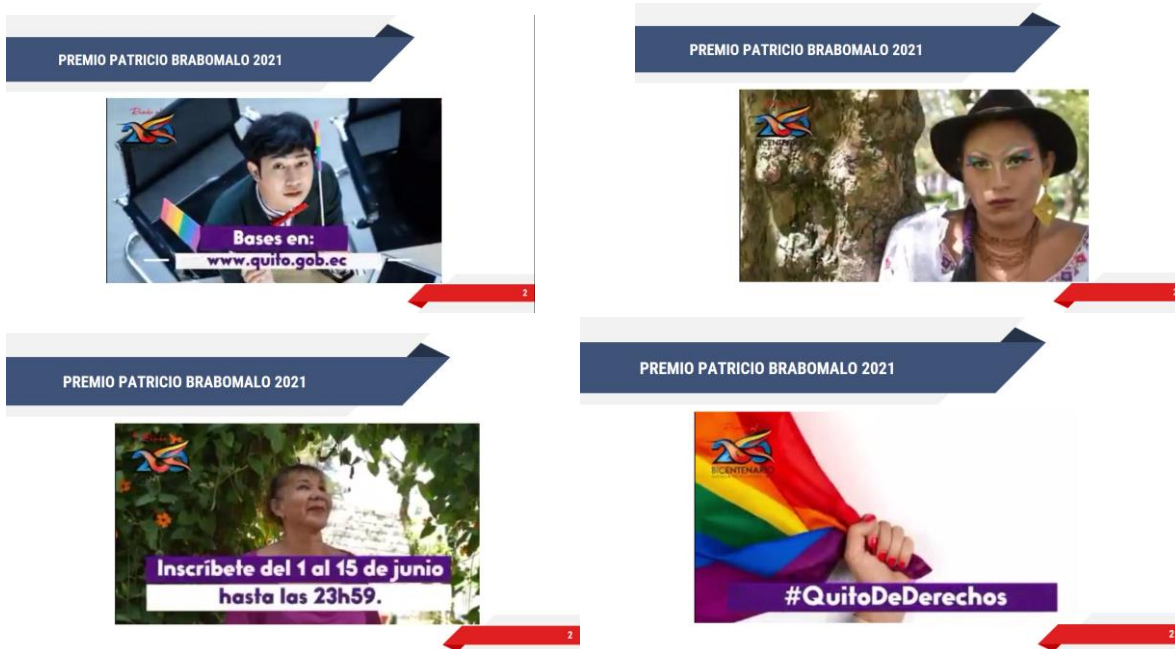 PREMIO PATRICIO BRABOMALO 2021
Bases en:
www.quito.gob.ec
2
PREMIO PATRICIO BRABOMALO 2021
PREMIO PATRICIO BRABOMALO 2021
Inscríbete del 1 al 15 de junio
hasta las 23h59.
2
PREMIO PATRICIO BRABOMALO 2021
BICENTENARIO
#QuitoDeDerechos
2